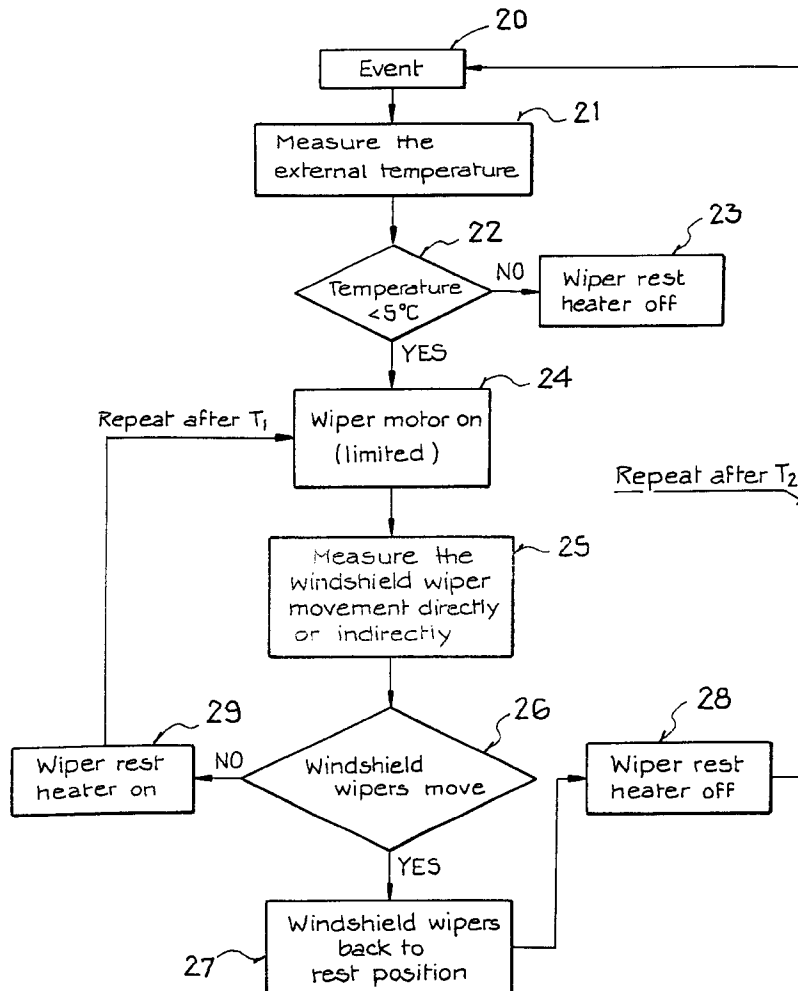 20
Event
21
Measure the
external temperature
22
Temperature
<5°C
NO
23
Wiper rest
heater off
YES
24
Wiper motor on
(limited)
Repeat after T₁
Repeat after T₂
25
Measure the
windshield wiper
movement directly
or indirectly
26
Windshield
wipers move
NO
29
Wiper rest
heater on
28
Wiper rest
heater off
YES
27
Windshield wipers
back to
rest position